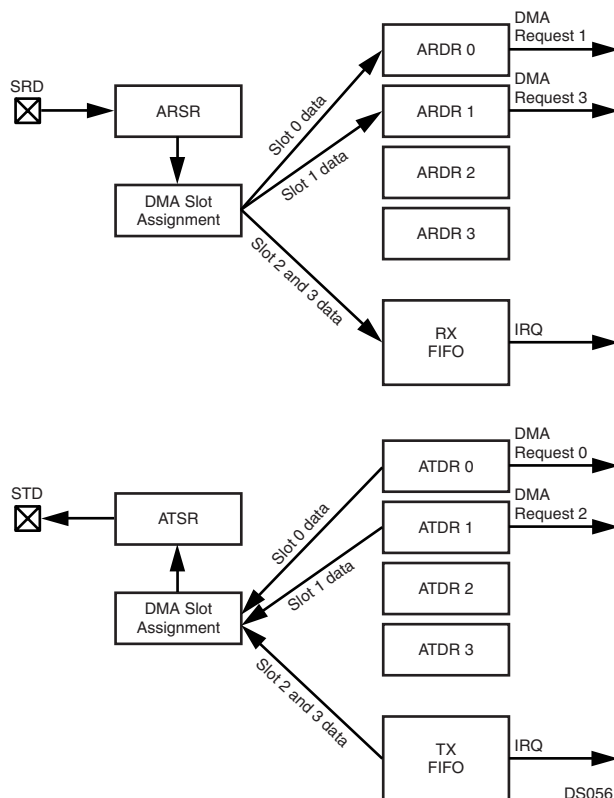 SRD
ARSR
DMA Slot
Assignment
Slot 0 data
Slot 1 data
Slot 2 and 3 data
ARDR 0
DMA
Request 1
ARDR 1
DMA
Request 3
ARDR 2
ARDR 3
RX
FIFO
IRQ
STD
ATSR
DMA Slot
Assignment
Slot 0 data
Slot 1 data
Slot 2 and 3 data
ATDR 0
DMA
Request 0
ATDR 1
DMA
Request 2
ATDR 2
ATDR 3
TX
FIFO
IRQ
DS056